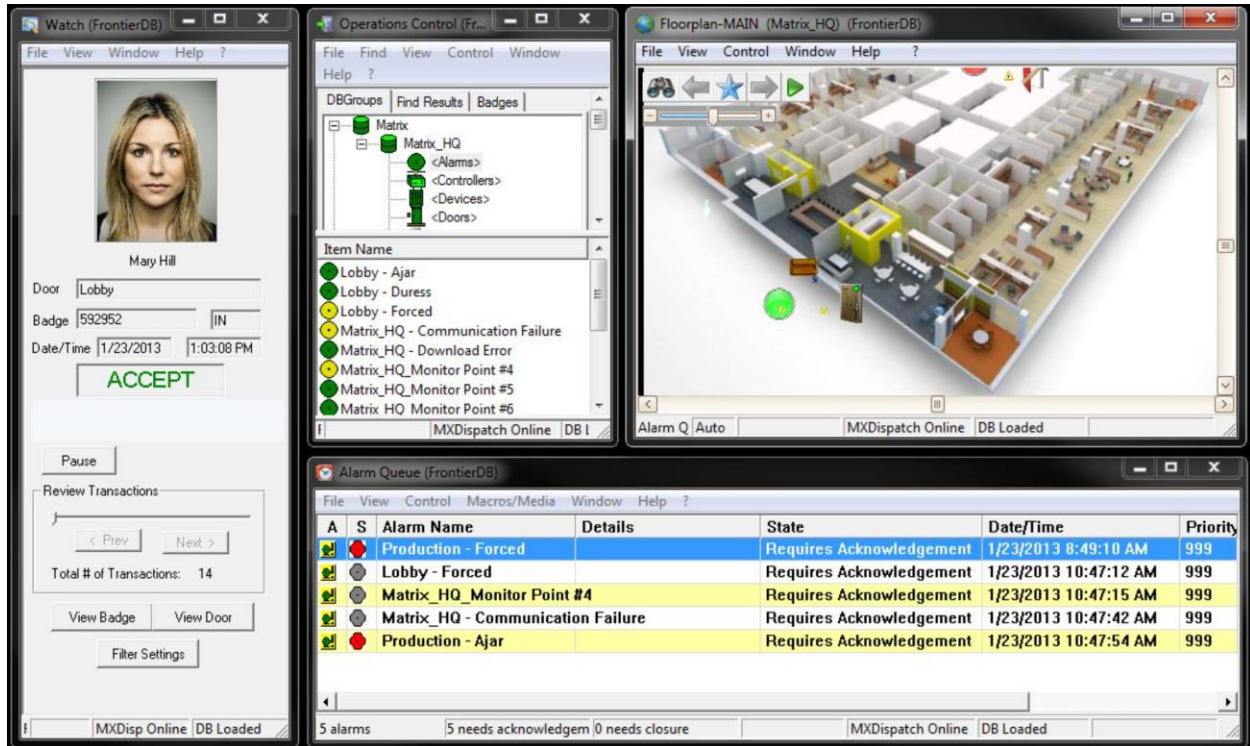 Watch (FrontierDB)
File View Window Help ?
Mary Hill
Door Lobby
Badge 592952 IN
Date/Time 1/23/2013 1:03:08 PM
ACCEPT
Pause
Review Transactions
< Prev Next >
Total # of Transactions: 14
View Badge View Door
Filter Settings
MXDisp Online DB Loaded
Operations Control (Fr...
File Find View Control Window
Help ?
DBGroups Find Results Badges
Matrix
Matrix_HQ
<Alarms>
<Controllers>
<Devices>
<Doors>
Item Name
Lobby - Ajar
Lobby - Duress
Lobby - Forced
Matrix_HQ - Communication Failure
Matrix_HQ - Download Error
Matrix_HQ_Monitor Point #4
Matrix_HQ_Monitor Point #5
Matrix_HQ_Monitor Point #6
MXDispatch Online DB L
Floorplan-MAIN (Matrix_HQ) (FrontierDB)
File View Control Window Help ?
Alarm Q Auto MXDispatch Online DB Loaded
Alarm Queue (FrontierDB)
File View Control Macros/Media Window Help ?
A S Alarm Name Details State Date/Time Priority
Production - Forced Requires Acknowledgement 1/23/2013 8:49:10 AM 999
Lobby - Forced Requires Acknowledgement 1/23/2013 10:47:12 AM 999
Matrix_HQ_Monitor Point #4 Requires Acknowledgement 1/23/2013 10:47:15 AM 999
Matrix_HQ - Communication Failure Requires Acknowledgement 1/23/2013 10:47:42 AM 999
Production - Ajar Requires Acknowledgement 1/23/2013 10:47:54 AM 999
5 alarms 5 needs acknowledgem 0 needs closure MXDispatch Online DB Loaded